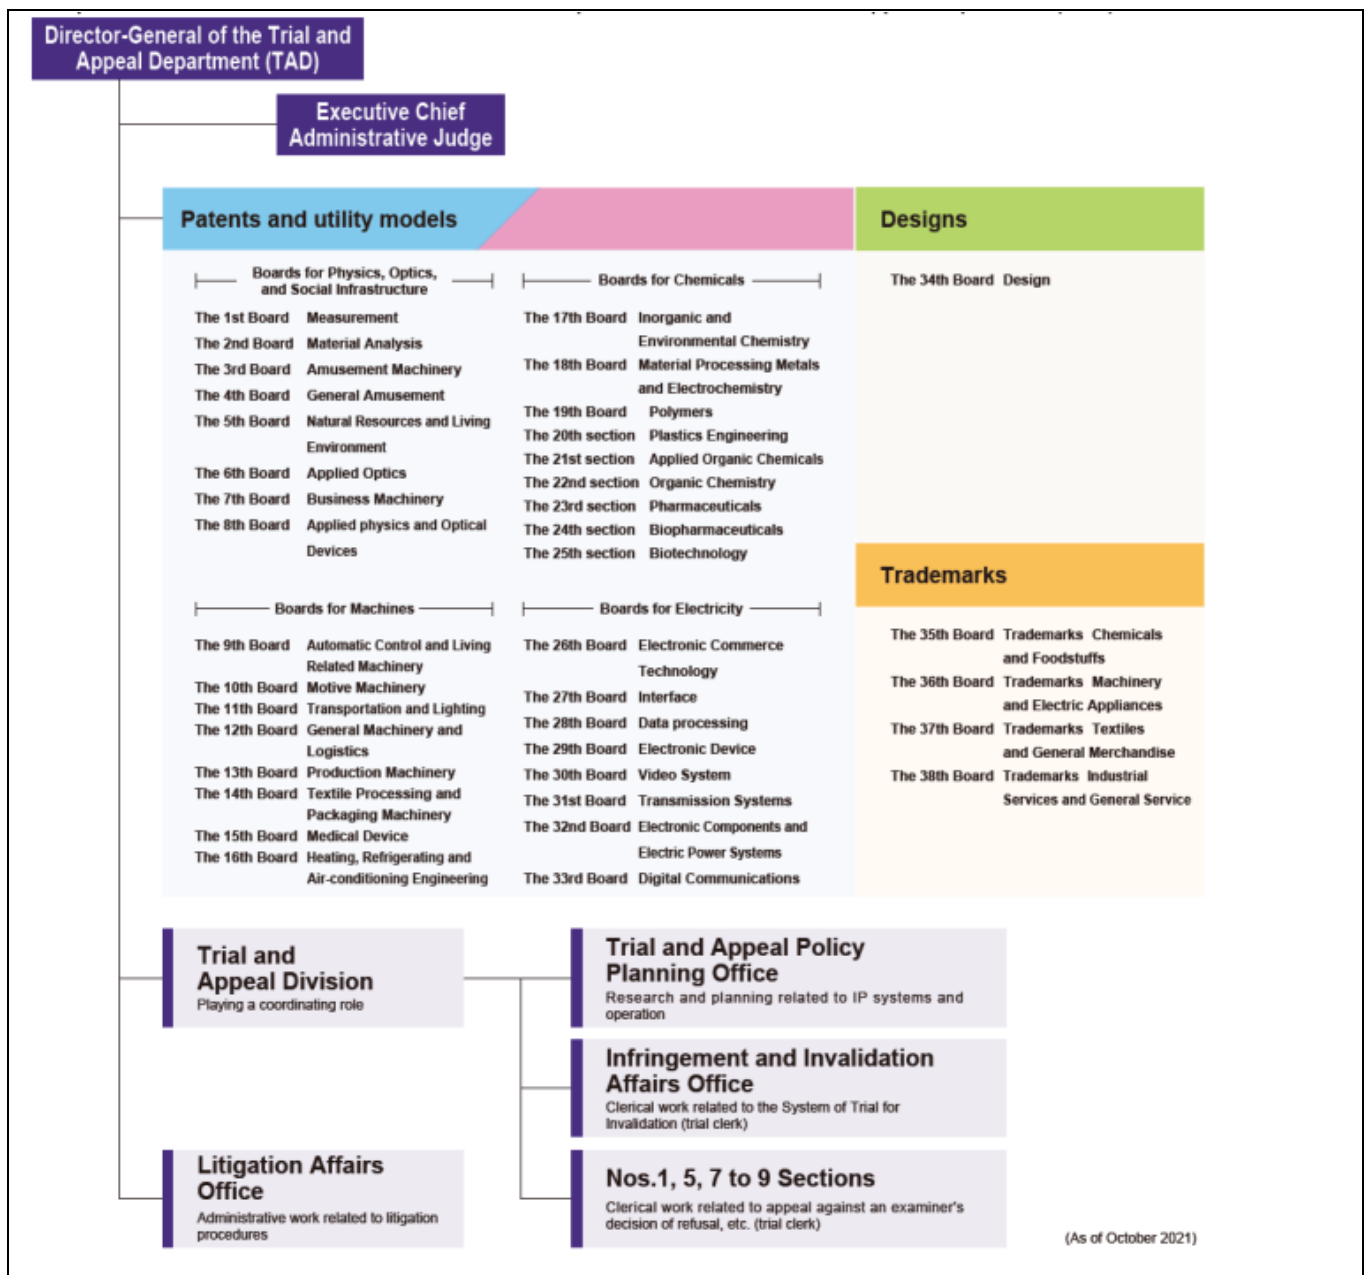 Director-General of the Trial and
Appeal Department (TAD)
Executive Chief
Administrative Judge
Patents and utility models
Boards for Physics, Optics,
and Social Infrastructure
The 1st Board Measurement
The 2nd Board Material Analysis
The 3rd Board Amusement Machinery
The 4th Board General Amusement
The 5th Board Natural Resources and Living
Environment
The 6th Board Applied Optics
The 7th Board Business Machinery
The 8th Board Applied physics and Optical
Devices
Boards for Chemicals
The 17th Board Inorganic and
Environmental Chemistry
The 18th Board Material Processing Metals
and Electrochemistry
The 19th Board Polymers
The 20th section Plastics Engineering
The 21st section Applied Organic Chemicals
The 22nd section Organic Chemistry
The 23rd section Pharmaceuticals
The 24th section Biopharmaceuticals
The 25th section Biotechnology
Boards for Machines
The 9th Board Automatic Control and Living
Related Machinery
The 10th Board Motive Machinery
The 11th Board Transportation and Lighting
The 12th Board General Machinery and
Logistics
The 13th Board Production Machinery
The 14th Board Textile Processing and
Packaging Machinery
The 15th Board Medical Device
The 16th Board Heating, Refrigerating and
Air-conditioning Engineering
Boards for Electricity
The 26th Board Electronic Commerce
Technology
The 27th Board Interface
The 28th Board Data processing
The 29th Board Electronic Device
The 30th Board Video System
The 31st Board Transmission Systems
The 32nd Board Electronic Components and
Electric Power Systems
The 33rd Board Digital Communications
Designs
The 34th Board Design
Trademarks
The 35th Board Trademarks Chemicals
and Foodstuffs
The 36th Board Trademarks Machinery
and Electric Appliances
The 37th Board Trademarks Textiles
and General Merchandise
The 38th Board Trademarks Industrial
Services and General Service
Trial and
Appeal Division
Playing a coordinating role
Trial and Appeal Policy
Planning Office
Research and planning related to IP systems and
operation
Infringement and Invalidation
Affairs Office
Clerical work related to the System of Trial for
Invalidation (trial clerk)
Litigation Affairs
Office
Administrative work related to litigation
procedures
Nos.1, 5, 7 to 9 Sections
Clerical work related to appeal against an examiner's
decision of refusal, etc. (trial clerk)
(As of October 2021)